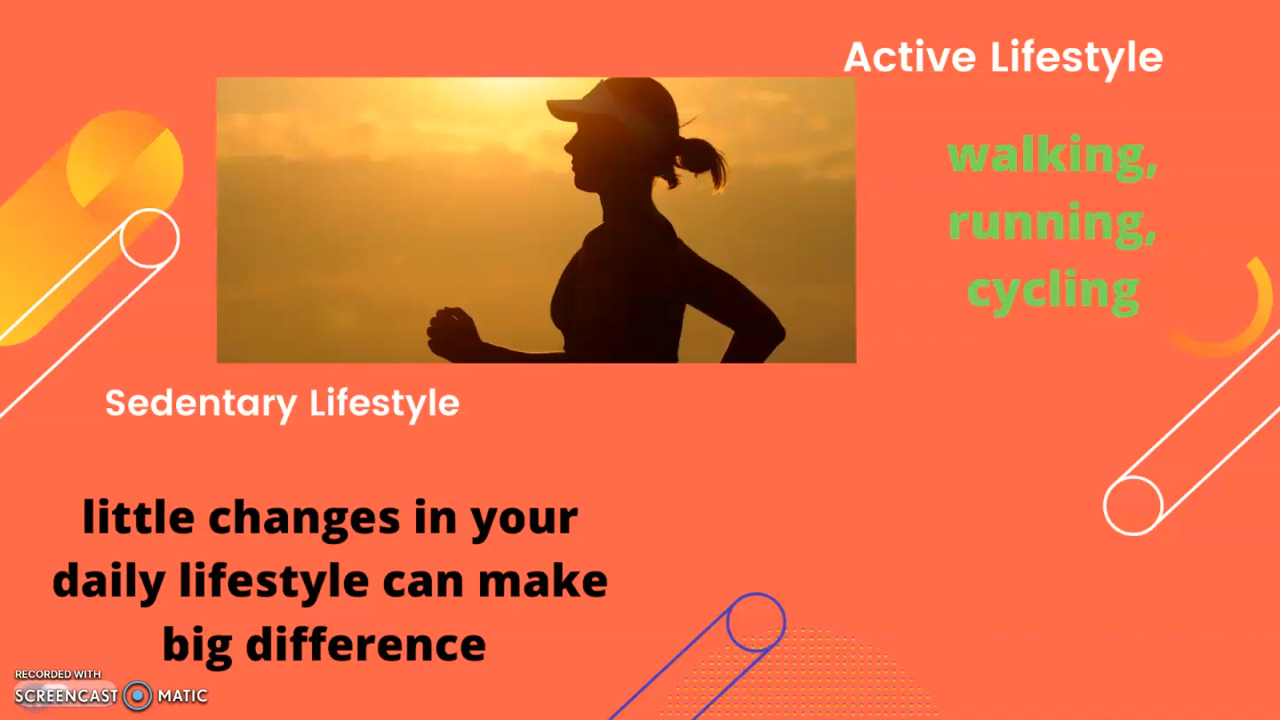 Active Lifestyle
walking,
running,
cycling
Sedentary Lifestyle
little changes in your
daily lifestyle can make
big difference
RECORDED WITH
SCREENCAST MATIC